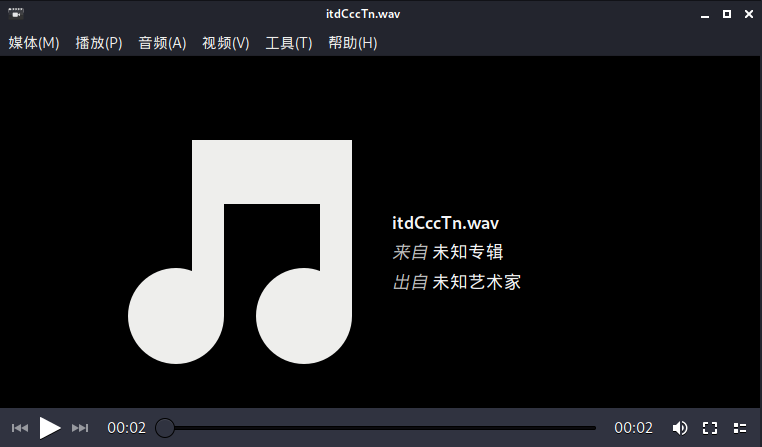 itdCccTn.wav
媒体(M) 播放(P) 音频(A) 视频(V) 工具(T) 帮助(H)
itdCccTn.wav
来自 未知专辑
出自 未知艺术家
00:02 00:02